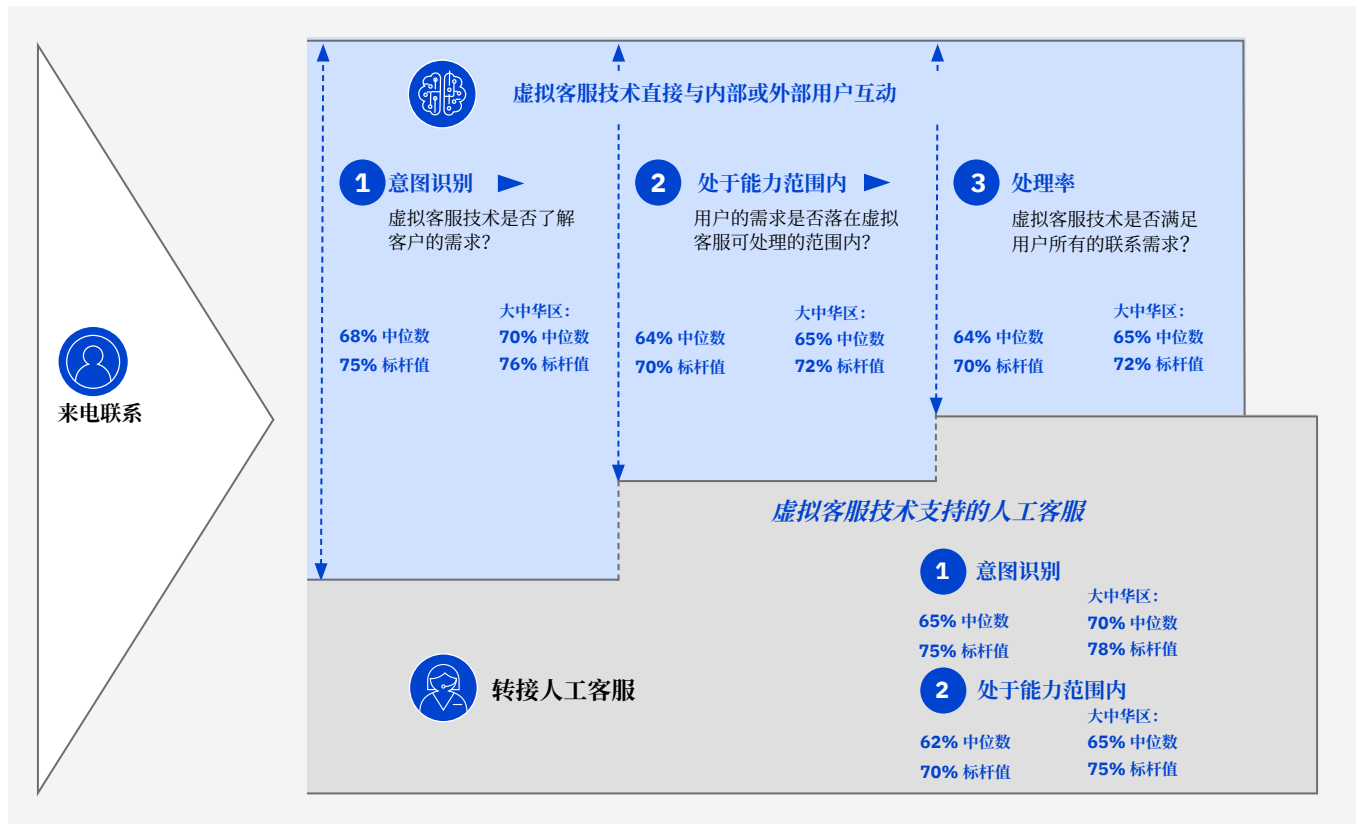 虚拟客服技术直接与内部或外部用户互动
来电联系
1 意图识别
虚拟客服技术是否了解
客户的需求?
68% 中位数
75% 标杆值
大中华区:
70% 中位数
76% 标杆值
2 处于能力范围内
用户的需求是否落在虚拟
客服可处理的范围内?
64% 中位数
70% 标杆值
大中华区:
65% 中位数
72% 标杆值
3 处理率
虚拟客服技术是否满足
用户所有的联系需求?
64% 中位数
70% 标杆值
大中华区:
65% 中位数
72% 标杆值
虚拟客服技术支持的人工客服
转接人工客服
1 意图识别
65% 中位数
75% 标杆值
大中华区:
70% 中位数
78% 标杆值
2 处于能力范围内
62% 中位数
70% 标杆值
大中华区:
65% 中位数
75% 标杆值